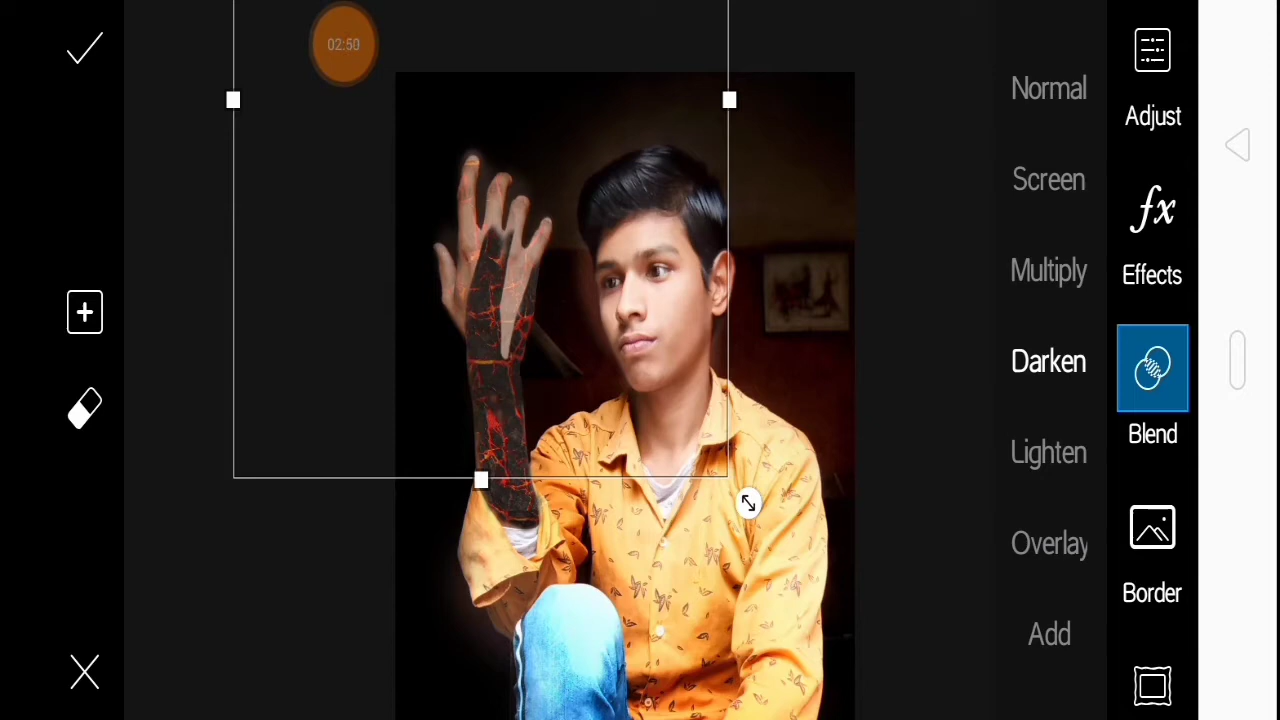 02:50
Normal
Screen
Multiply
Darken
Lighten
Overlay
Add
Adjust
fx
Effects
Blend
Border